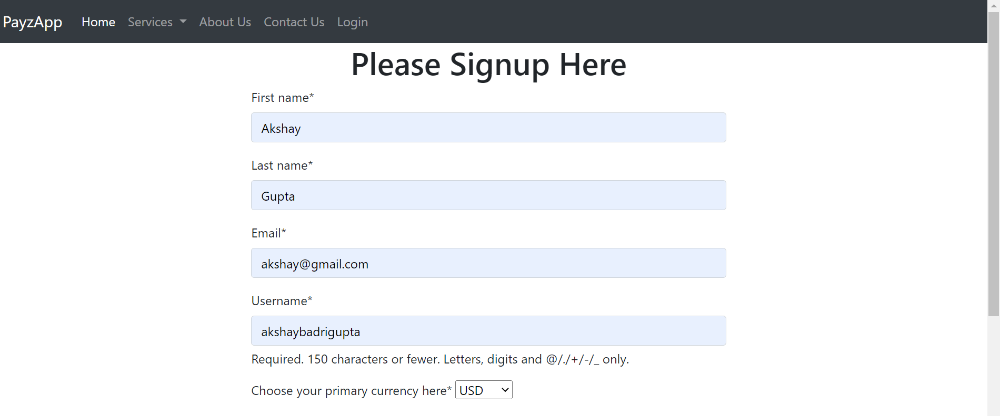 PayzApp Home Services About Us Contact Us Login
Please Signup Here
First name*
Akshay
Last name*
Gupta
Email*
akshay@gmail.com
Username*
akshaybadrigupta
Required. 150 characters or fewer. Letters, digits and @/./+/-/_ only.
Choose your primary currency here* USD